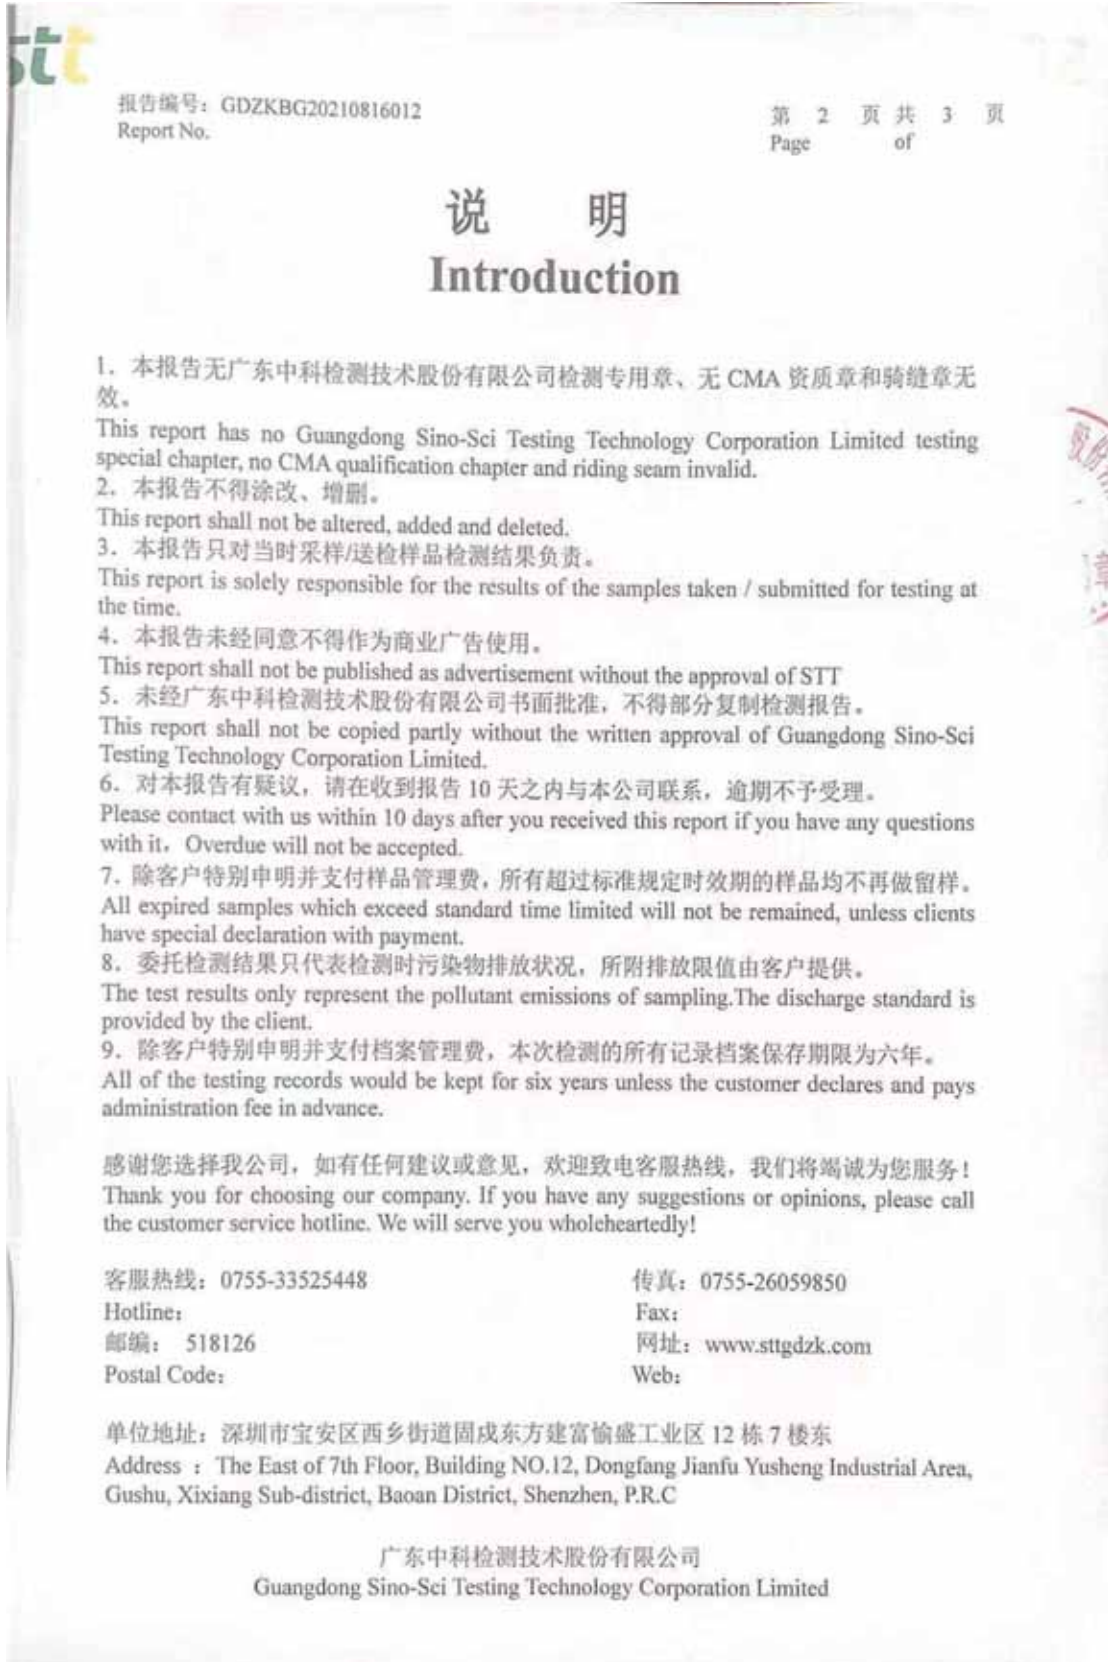 stt
报告编号：GDZKBG20210816012
Report No.
第 2 页 共 3 页
Page of
说 明
Introduction
1．本报告无广东中科检测技术股份有限公司检测专用章、无 CMA 资质章和骑缝章无
效。
This report has no Guangdong Sino-Sci Testing Technology Corporation Limited testing
special chapter, no CMA qualification chapter and riding seam invalid.
2．本报告不得涂改、增删。
This report shall not be altered, added and deleted.
3．本报告只对当时采样/送检样品检测结果负责。
This report is solely responsible for the results of the samples taken / submitted for testing at
the time.
4．本报告未经同意不得作为商业广告使用。
This report shall not be published as advertisement without the approval of STT
5．未经广东中科检测技术股份有限公司书面批准，不得部分复制检测报告。
This report shall not be copied partly without the written approval of Guangdong Sino-Sci
Testing Technology Corporation Limited.
6．对本报告有疑议，请在收到报告 10 天之内与本公司联系，逾期不予受理。
Please contact with us within 10 days after you received this report if you have any questions
with it，Overdue will not be accepted.
7．除客户特别申明并支付样品管理费，所有超过标准规定时效期的样品均不再做留样。
All expired samples which exceed standard time limited will not be remained, unless clients
have special declaration with payment.
8．委托检测结果只代表检测时污染物排放状况，所附排放限值由客户提供。
The test results only represent the pollutant emissions of sampling.The discharge standard is
provided by the client.
9．除客户特别申明并支付档案管理费，本次检测的所有记录档案保存期限为六年。
All of the testing records would be kept for six years unless the customer declares and pays
administration fee in advance.
感谢您选择我公司，如有任何建议或意见，欢迎致电客服热线，我们将竭诚为您服务！
Thank you for choosing our company. If you have any suggestions or opinions, please call
the customer service hotline. We will serve you wholeheartedly!
客服热线：0755-33525448
Hotline：
传真：0755-26059850
Fax：
邮编： 518126
Postal Code：
网址：www.sttgdzk.com
Web：
单位地址：深圳市宝安区西乡街道固戍东方建富愉盛工业区 12 栋 7 楼东
Address ：The East of 7th Floor, Building NO.12, Dongfang Jianfu Yusheng Industrial Area,
Gushu, Xixiang Sub-district, Baoan District, Shenzhen, P.R.C
广东中科检测技术股份有限公司
Guangdong Sino-Sci Testing Technology Corporation Limited
股份
章